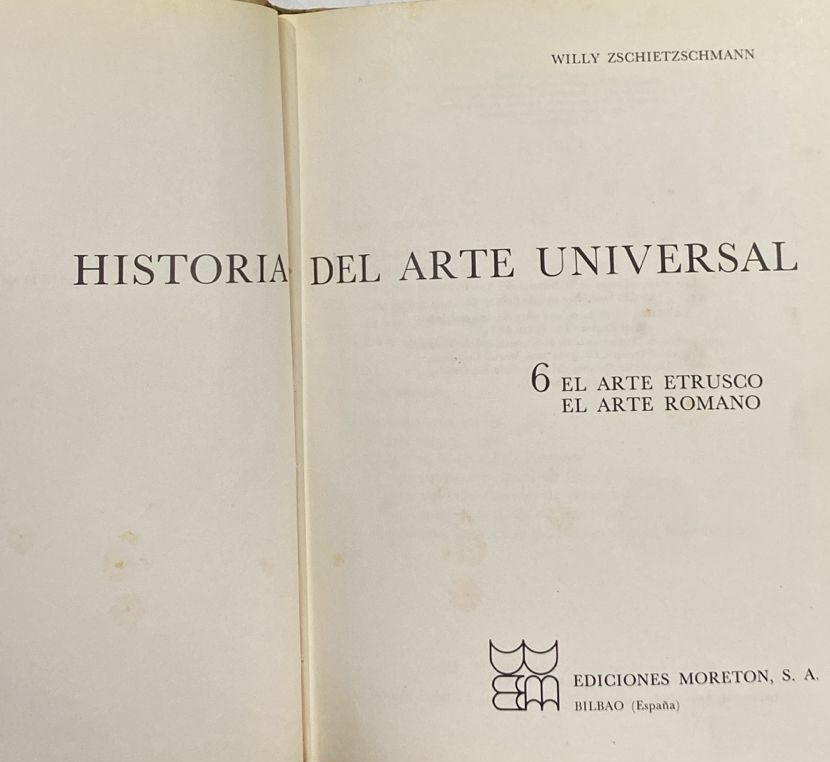 WILLY ZSCHIETZSCHMANN
HISTORIA DEL ARTE UNIVERSAL
6 EL ARTE ETRUSCO
EL ARTE ROMANO
EDICIONES MORETON, S. A.
BILBAO (España)